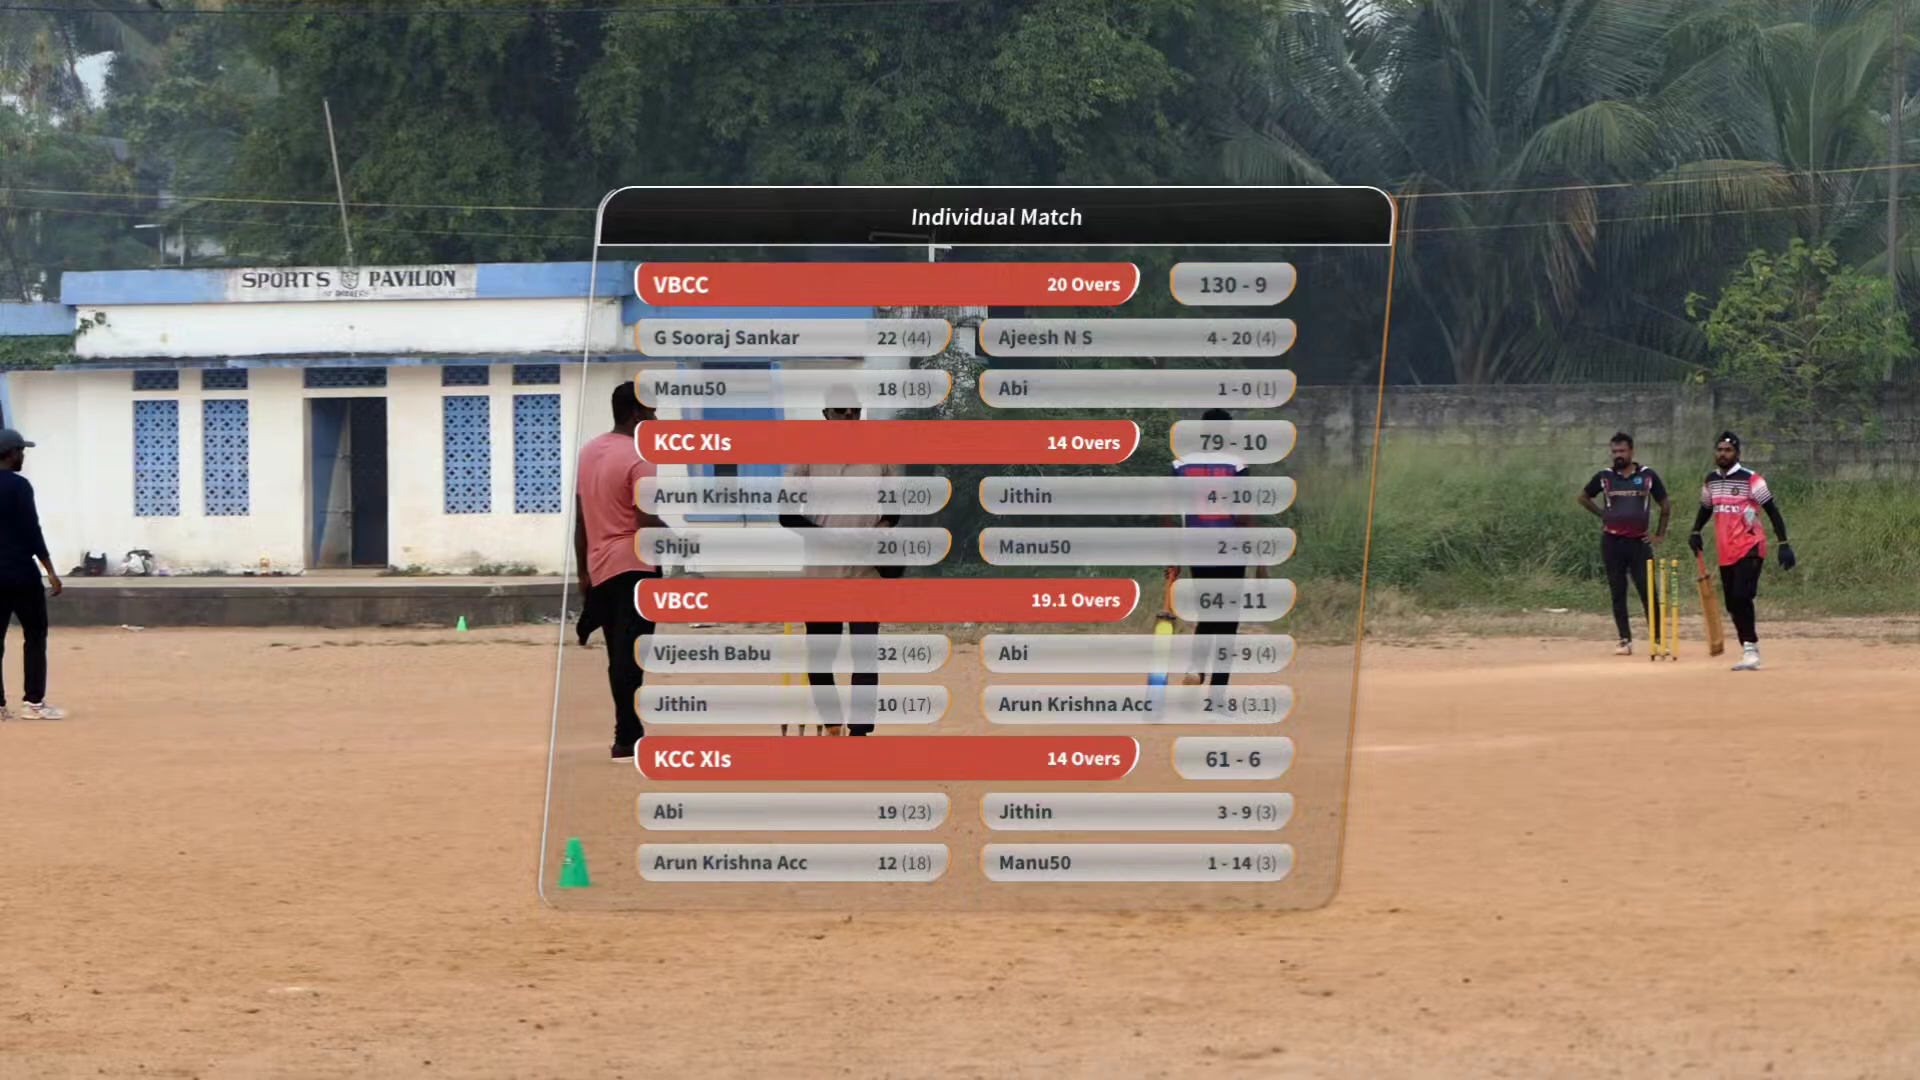 Individual Match
SPORTS PAVILION
VBCC 20 Overs 130 - 9
G Sooraj Sankar 22 (44) Ajeesh N S 4 - 20 (4)
Manu50 18 (18) Abi 1 - 0 (1)
KCC XIs 14 Overs 79 - 10
Arun Krishna Acc 21 (20) Jithin 4 - 10 (2)
Shiju 20 (16) Manu50 2 - 6 (2)
VBCC 19.1 Overs 64 - 11
Vijeesh Babu 32 (46) Abi 5 - 9 (4)
Jithin 10 (17) Arun Krishna Acc 2 - 8 (3.1)
KCC XIs 14 Overs 61 - 6
Abi 19 (23) Jithin 3 - 9 (3)
Arun Krishna Acc 12 (18) Manu50 1 - 14 (3)